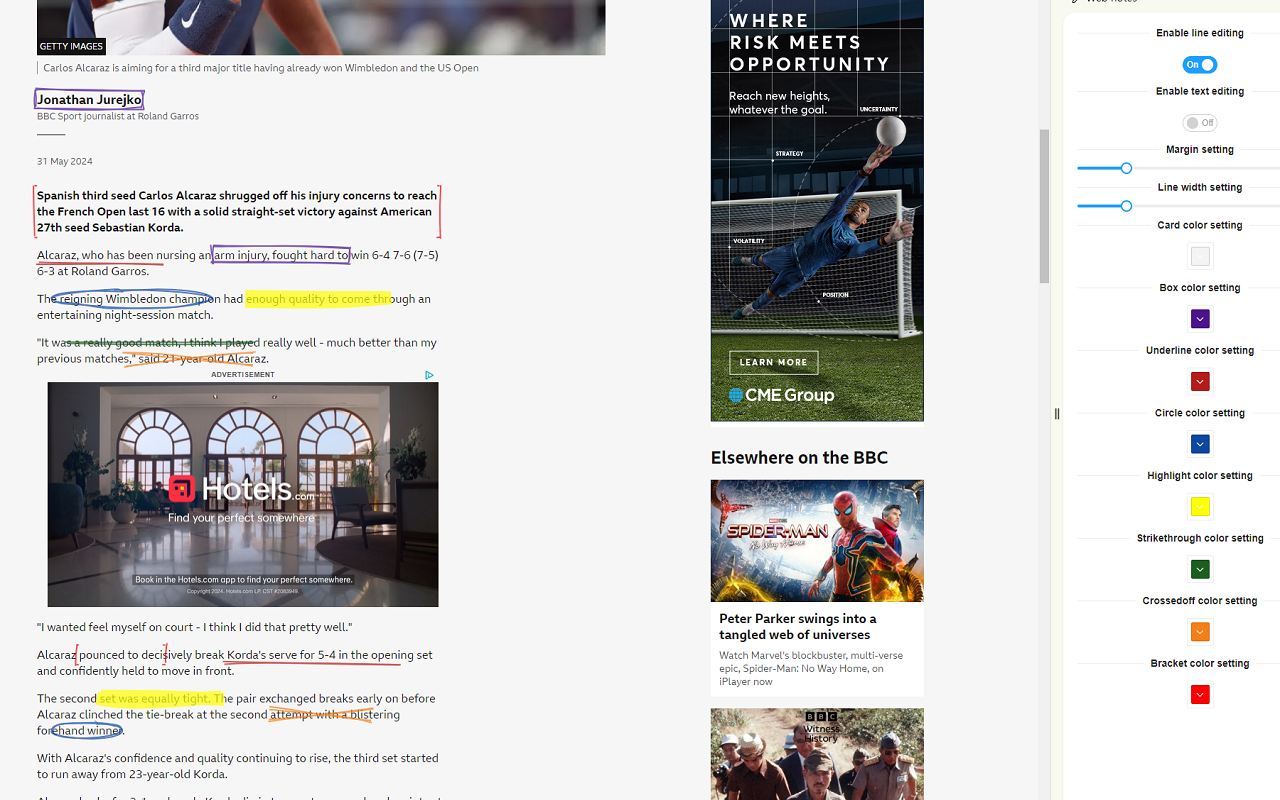 GETTY IMAGES
Carlos Alcaraz is aiming for a third major title having already won Wimbledon and the US Open
Jonathan Jurejko
BBC Sport journalist at Roland Garros
31 May 2024
Spanish third seed Carlos Alcaraz shrugged off his injury concerns to reach
the French Open last 16 with a solid straight-set victory against American
27th seed Sebastian Korda.
Alcaraz, who has been nursing an arm injury, fought hard to win 6-4 7-6 (7-5)
6-3 at Roland Garros.
The reigning Wimbledon champion had enough quality to come through an
entertaining night-session match.
"It was a really good match, I think I played really well - much better than my
previous matches," said 21-year-old Alcaraz.
ADVERTISEMENT
Hotels.com
Find your perfect somewhere
Book in the Hotels.com app to find your perfect somewhere.
Copyright 2024. Hotels.com LP. CST #2083949.
"I wanted feel myself on court - I think I did that pretty well."
Alcaraz pounced to decisively break Korda's serve for 5-4 in the opening set
and confidently held to move in front.
The second set was equally tight. The pair exchanged breaks early on before
Alcaraz clinched the tie-break at the second attempt with a blistering
forehand winner.
With Alcaraz's confidence and quality continuing to rise, the third set started
to run away from 23-year-old Korda.
WHERE
RISK MEETS
OPPORTUNITY
Reach new heights,
whatever the goal.
UNCERTAINTY
STRATEGY
VOLATILITY
POSITION
LEARN MORE
CME Group
Elsewhere on the BBC
SPIDER-MAN
No Way Home
Peter Parker swings into a
tangled web of universes
Watch Marvel's blockbuster, multi-verse
epic, Spider-Man: No Way Home, on
iPlayer now
BBC
Witness
History
Web notes
Enable line editing
On
Enable text editing
Off
Margin setting
Line width setting
Card color setting
Box color setting
Underline color setting
Circle color setting
Highlight color setting
Strikethrough color setting
Crossedoff color setting
Bracket color setting